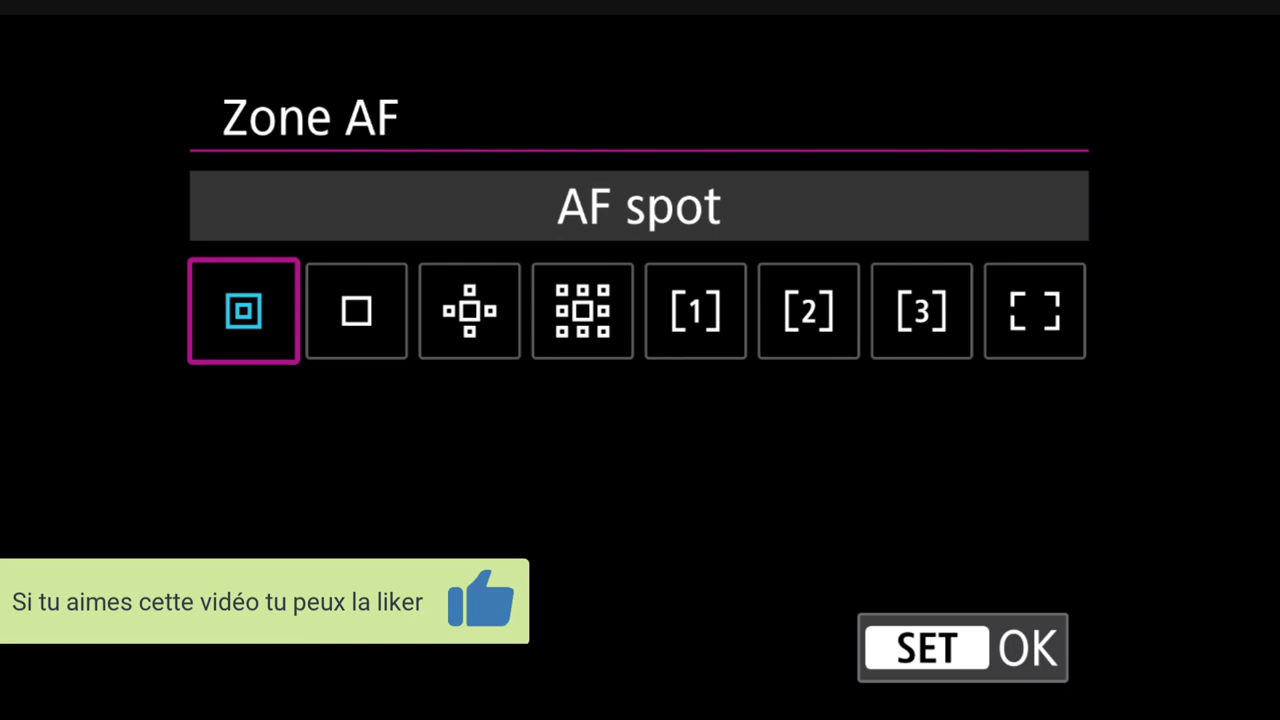 Zone AF
AF spot
[1] [2] [3]
Si tu aimes cette vidéo tu peux la liker
SET OK